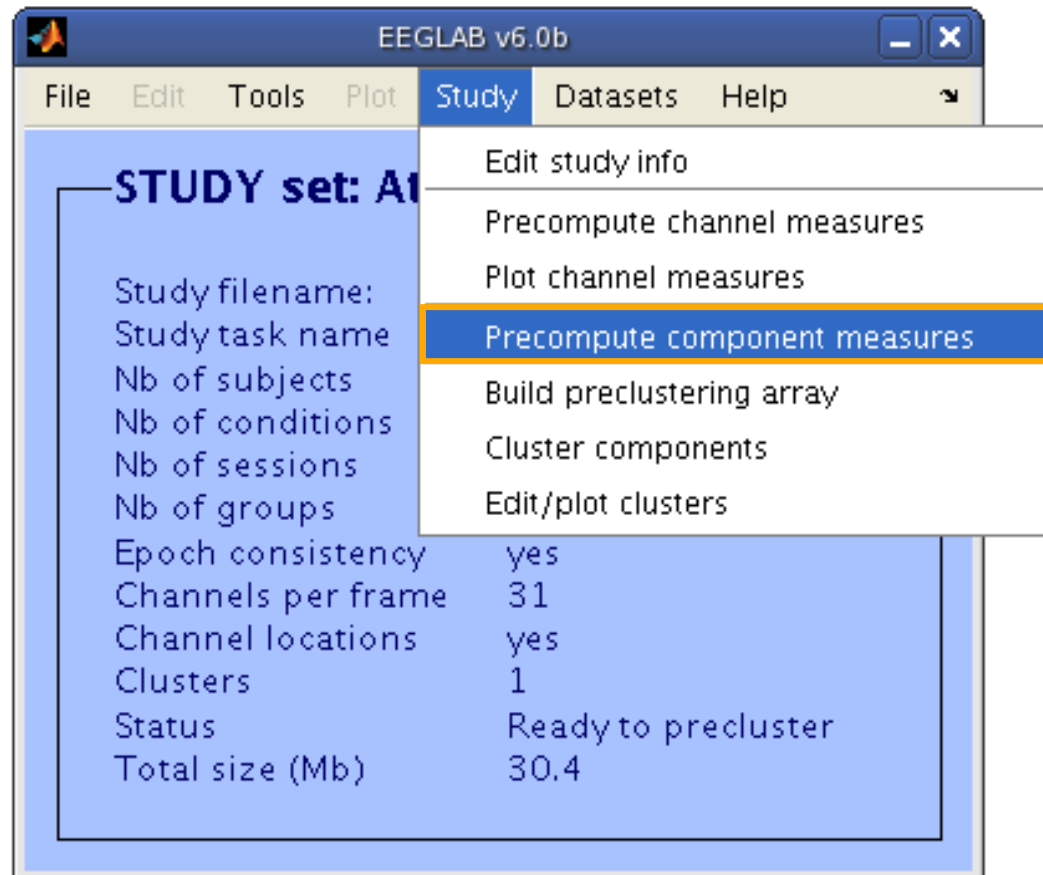 EEGLAB v6.0b
File Edit Tools Plot Study Datasets Help
Edit study info
STUDY set:
Precompute channel measures
Plot channel measures
Study filename:
Study task name
Precompute component measures
Nb of subjects
Build preclustering array
Nb of conditions
Cluster components
Nb of sessions
Edit/plot clusters
Nb of groups
Epoch consistency yes
Channels per frame 31
Channel locations yes
Clusters 1
Status Ready to precluster
Total size (Mb) 30.4